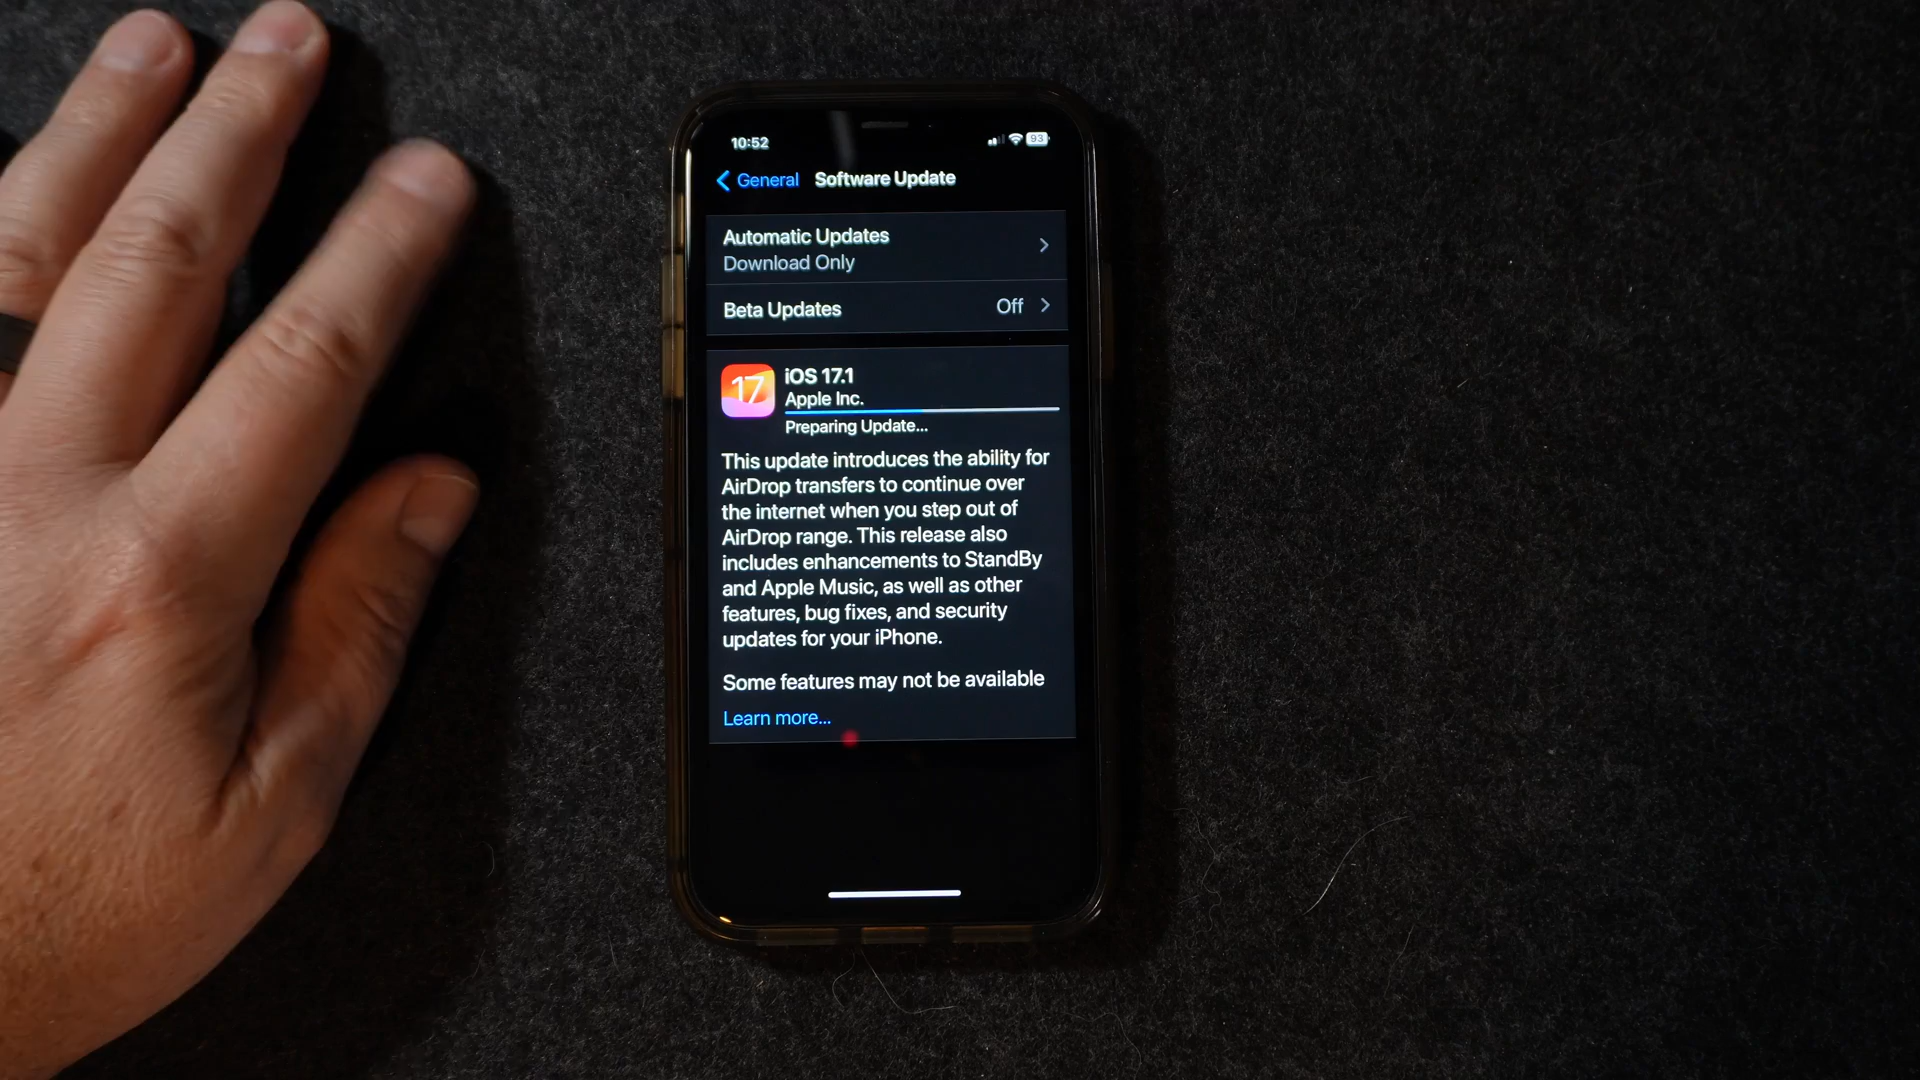 10:52
93
General Software Update
Automatic Updates
Download Only
Beta Updates Off
17
iOS 17.1
Apple Inc.
Preparing Update...
This update introduces the ability for
AirDrop transfers to continue over
the internet when you step out of
AirDrop range. This release also
includes enhancements to StandBy
and Apple Music, as well as other
features, bug fixes, and security
updates for your iPhone.
Some features may not be available
Learn more...